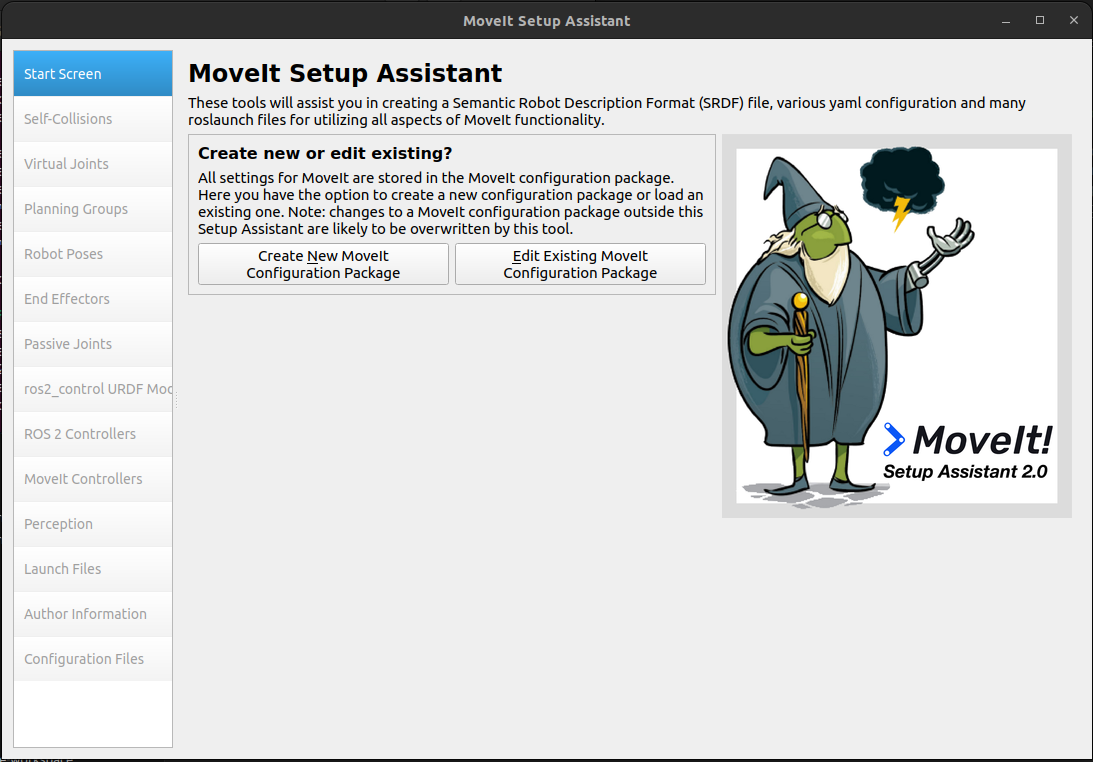 MoveIt Setup Assistant
Start Screen
Self-Collisions
Virtual Joints
Planning Groups
Robot Poses
End Effectors
Passive Joints
ros2_control URDF Moc
ROS 2 Controllers
MoveIt Controllers
Perception
Launch Files
Author Information
Configuration Files
MoveIt Setup Assistant
These tools will assist you in creating a Semantic Robot Description Format (SRDF) file, various yaml configuration and many
roslaunch files for utilizing all aspects of MoveIt functionality.
Create new or edit existing?
All settings for MoveIt are stored in the MoveIt configuration package.
Here you have the option to create a new configuration package or load an
existing one. Note: changes to a MoveIt configuration package outside this
Setup Assistant are likely to be overwritten by this tool.
Create New MoveIt
Configuration Package
Edit Existing MoveIt
Configuration Package
MoveIt!
Setup Assistant 2.0